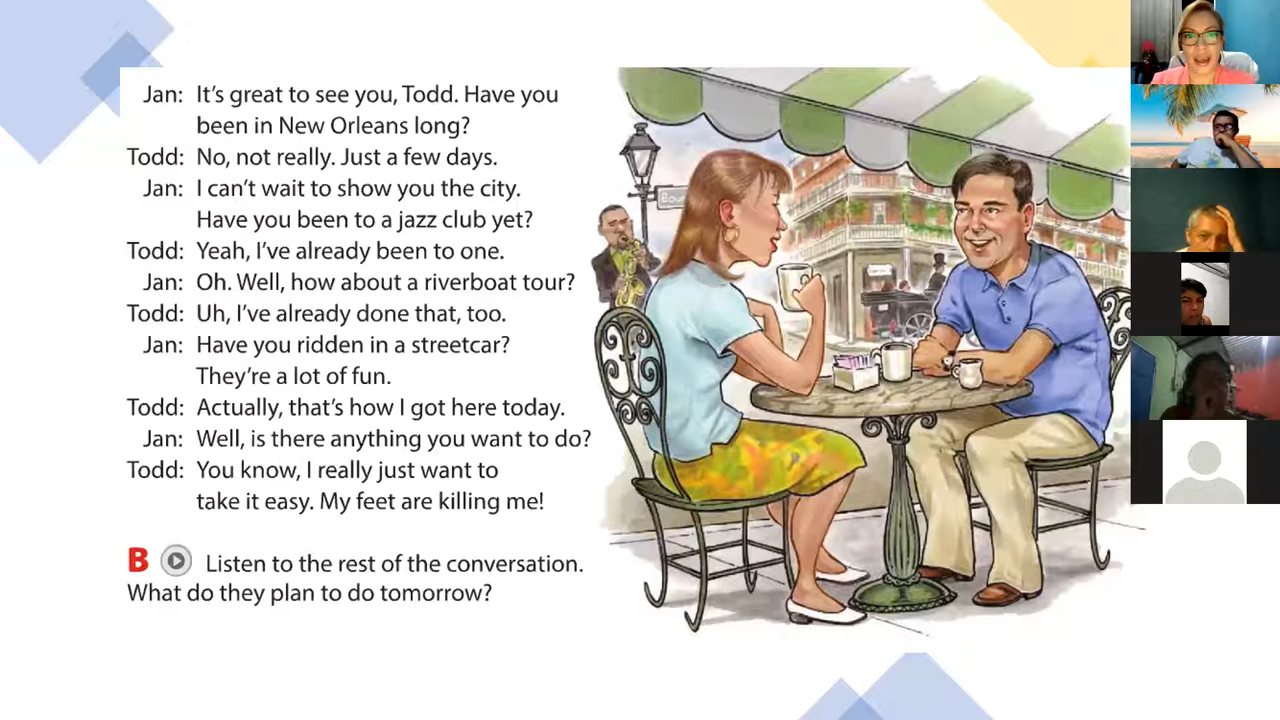 Jan: It's great to see you, Todd. Have you
been in New Orleans long?
Todd: No, not really. Just a few days.
Jan: I can't wait to show you the city.
Have you been to a jazz club yet?
Todd: Yeah, I've already been to one.
Jan: Oh. Well, how about a riverboat tour?
Todd: Uh, I've already done that, too.
Jan: Have you ridden in a streetcar?
They're a lot of fun.
Todd: Actually, that's how I got here today.
Jan: Well, is there anything you want to do?
Todd: You know, I really just want to
take it easy. My feet are killing me!
B Listen to the rest of the conversation.
What do they plan to do tomorrow?